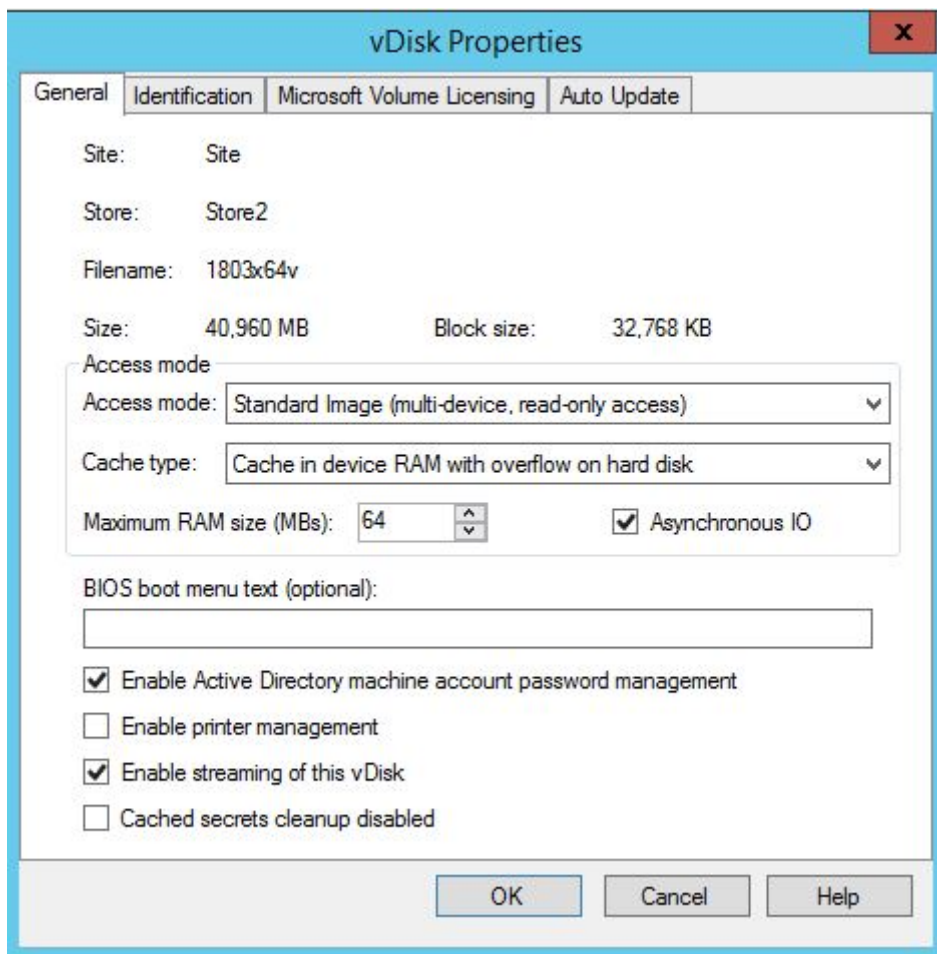 vDisk Properties
x
General Identification Microsoft Volume Licensing Auto Update
Site: Site
Store: Store2
Filename: 1803x64v
Size: 40,960 MB Block size: 32,768 KB
Access mode
Access mode: Standard Image (multi-device, read-only access)
Cache type: Cache in device RAM with overflow on hard disk
Maximum RAM size (MBs): 64 Asynchronous IO
BIOS boot menu text (optional):
Enable Active Directory machine account password management
Enable printer management
Enable streaming of this vDisk
Cached secrets cleanup disabled
OK Cancel Help